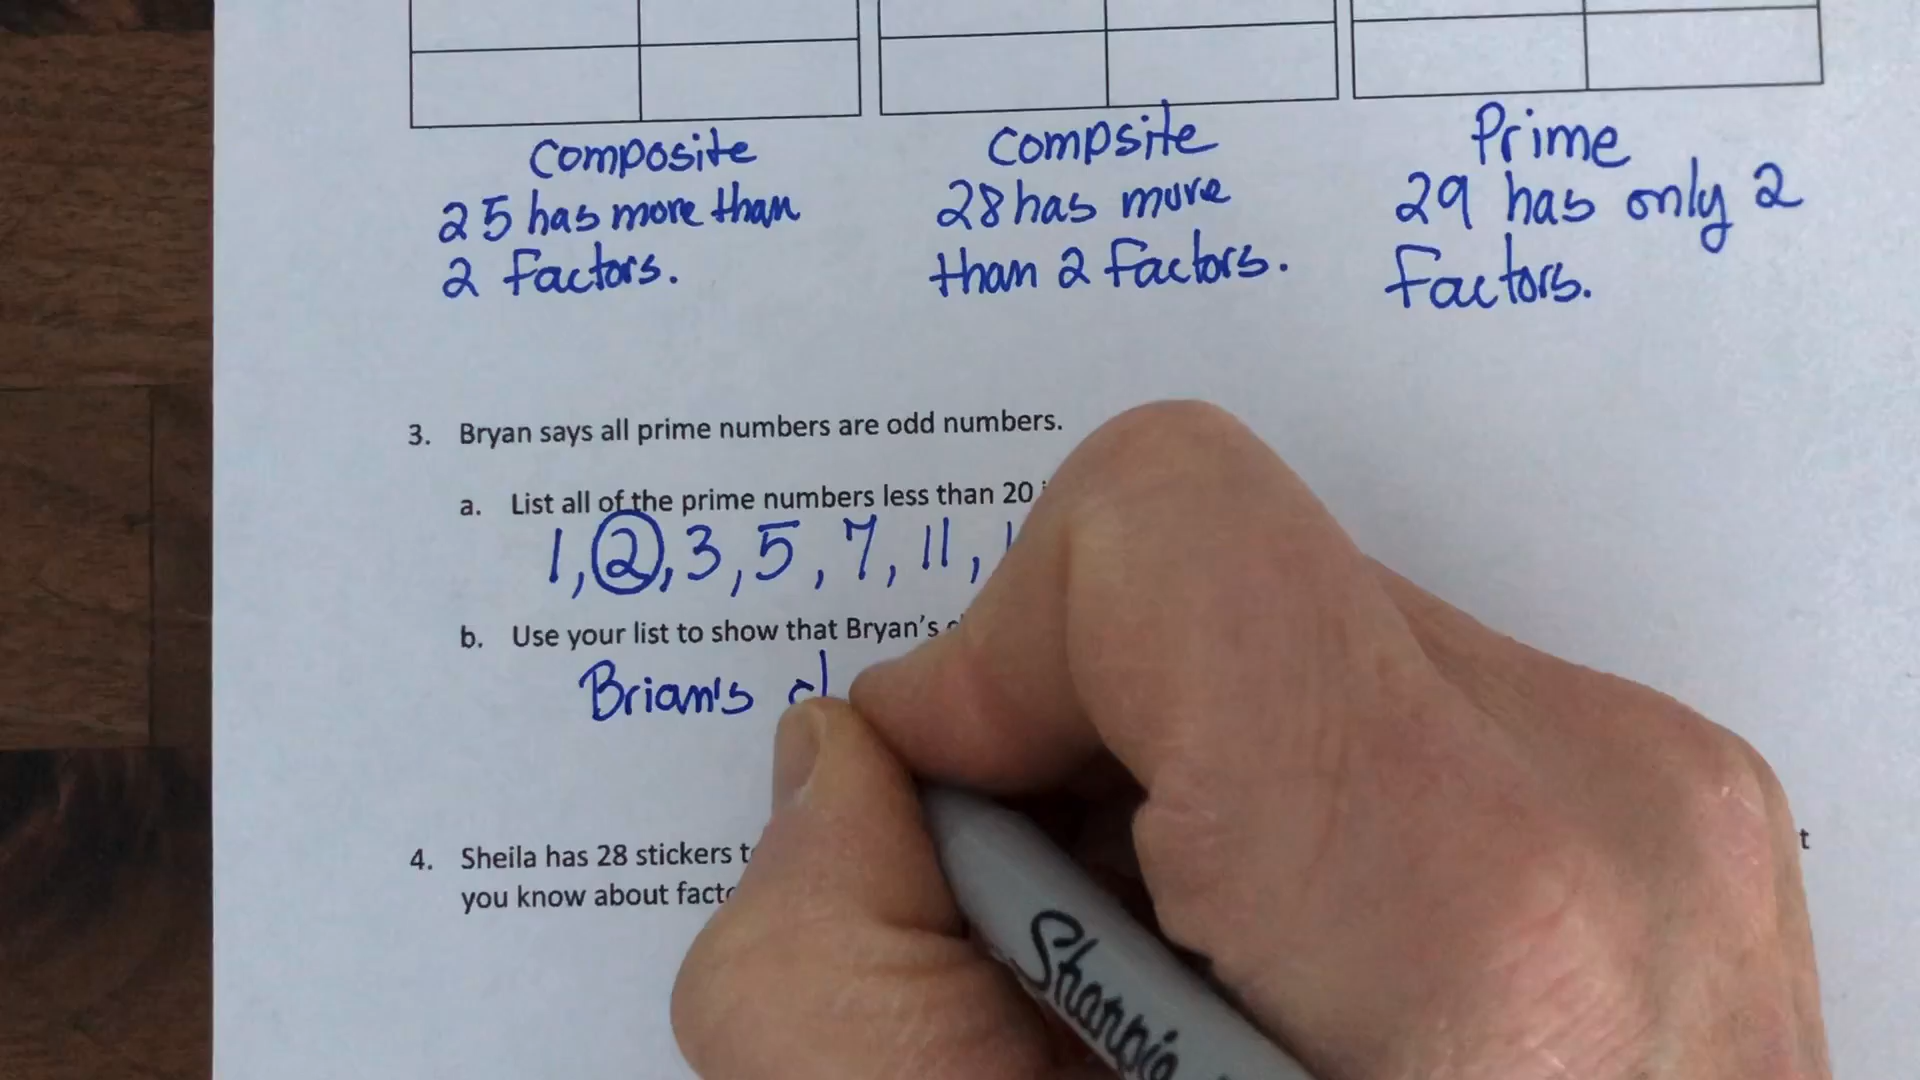 Composite
25 has more than
2 factors.
Compsite
28 has more
than 2 factors.
Prime
29 has only 2
Factors.
3. Bryan says all prime numbers are odd numbers.
a. List all of the prime numbers less than 20
1, 2, 3, 5, 7, 11,
b. Use your list to show that Bryan's
Brian's
4. Sheila has 28 stickers
you know about
Sharpie